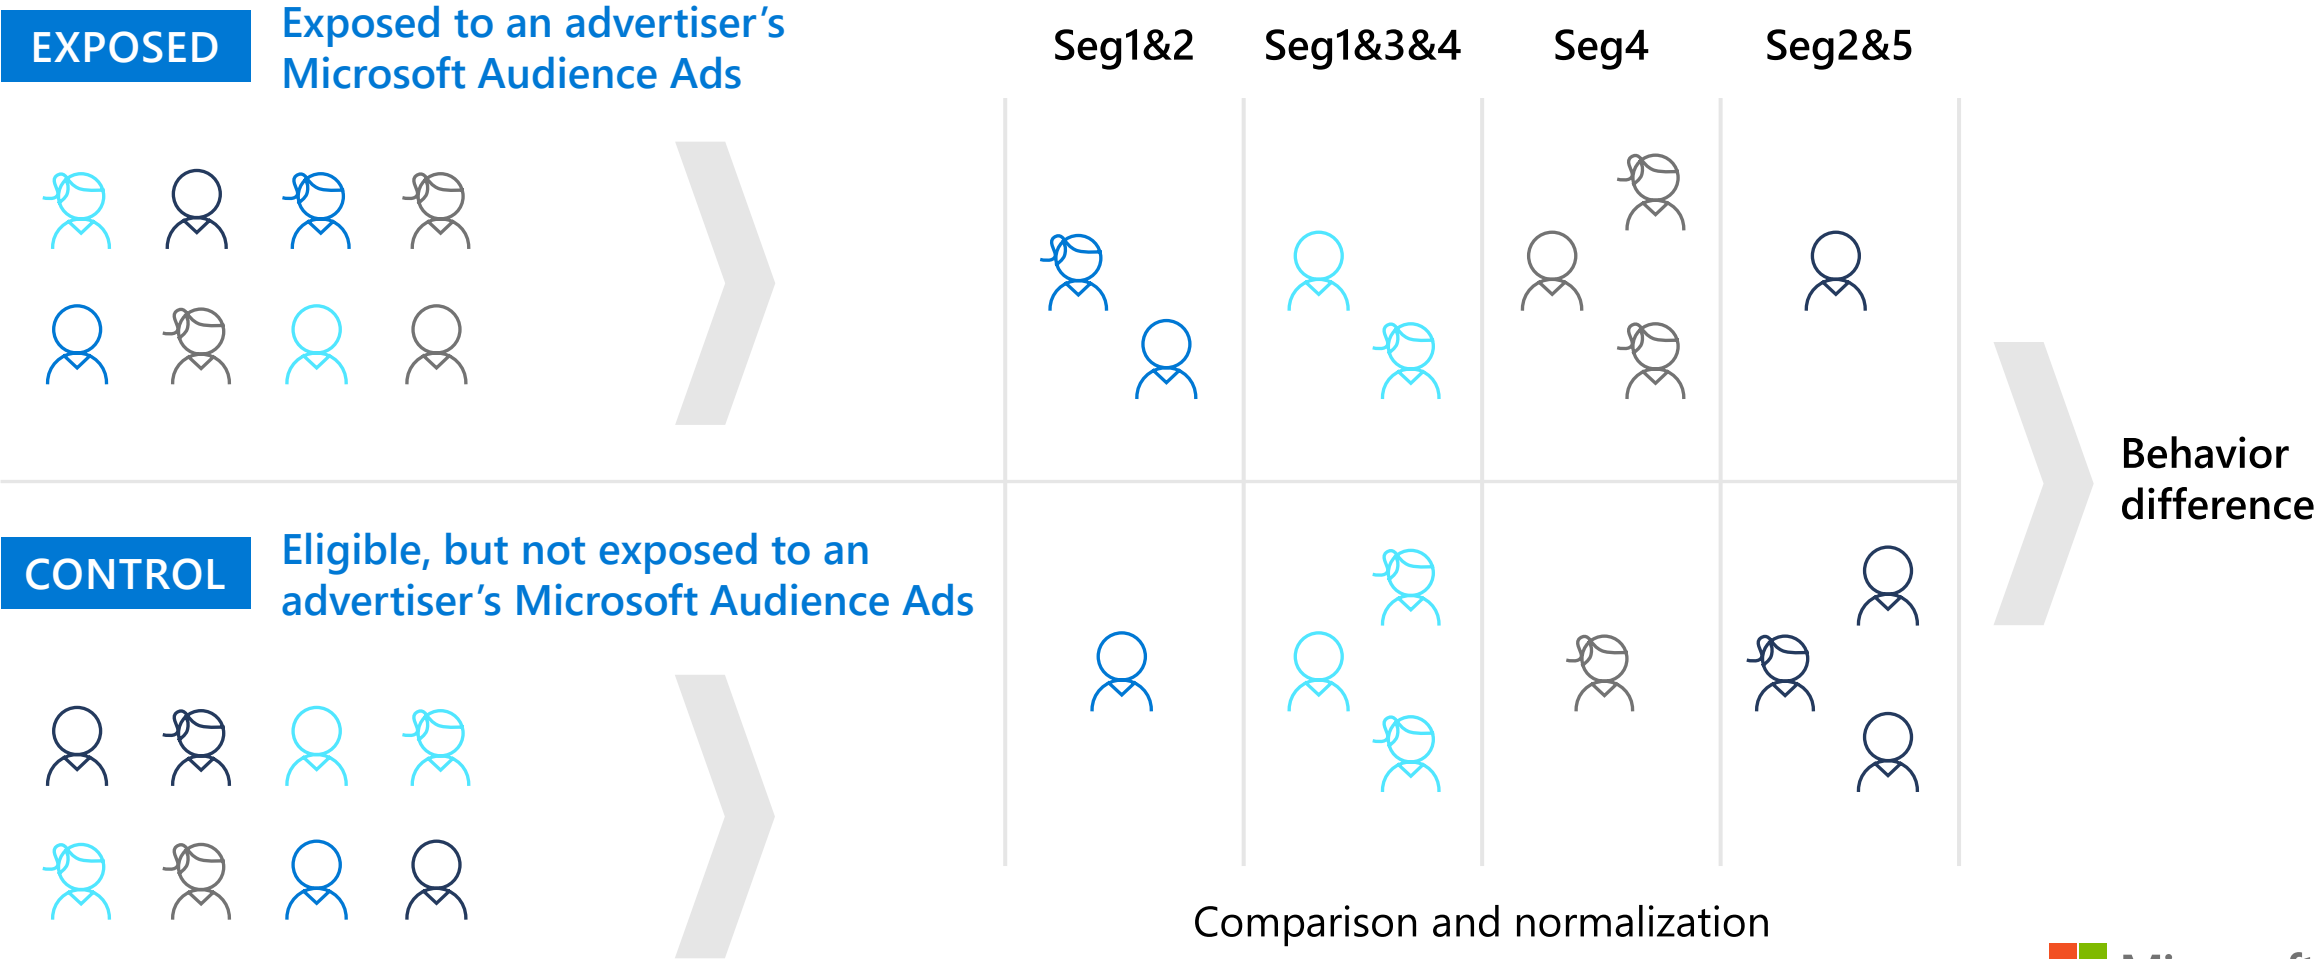 EXPOSED
Exposed to an advertiser's
Microsoft Audience Ads
Seg1&2
Seg1&3&4
Seg4
Seg2&5
Behavior
difference
CONTROL
Eligible, but not exposed to an
advertiser's Microsoft Audience Ads
Comparison and normalization